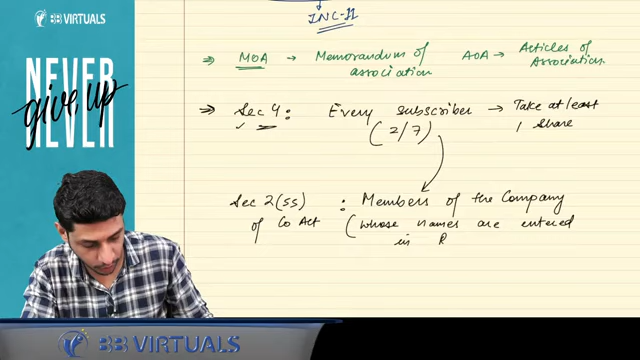 BB VIRTUALS
NEVER
give up
NEVER
INC-11
⇒ MOA → Memorandum of association
AOA → Articles of Association
⇒ Sec 4 : Every subscriber → Take at least 1 share
(2/7)
Sec 2(55) of Co Act : Members of the Company
(whose names are entered
in R
BB VIRTUALS